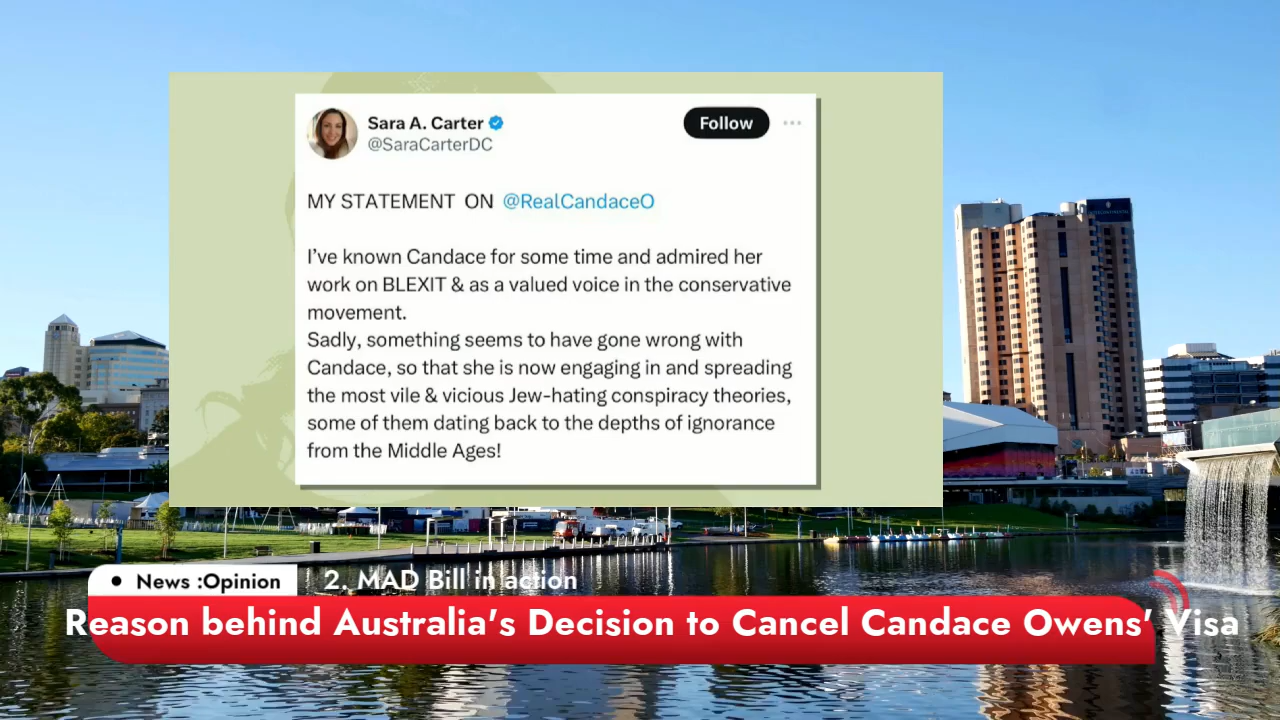 Sara A. Carter
@SaraCarterDC
Follow
MY STATEMENT ON @RealCandaceO
I've known Candace for some time and admired her
work on BLEXIT & as a valued voice in the conservative
movement.
Sadly, something seems to have gone wrong with
Candace, so that she is now engaging in and spreading
the most vile & vicious Jew-hating conspiracy theories,
some of them dating back to the depths of ignorance
from the Middle Ages!
News :Opinion
2. MAD Bill in action
Reason behind Australia's Decision to Cancel Candace Owens' Visa